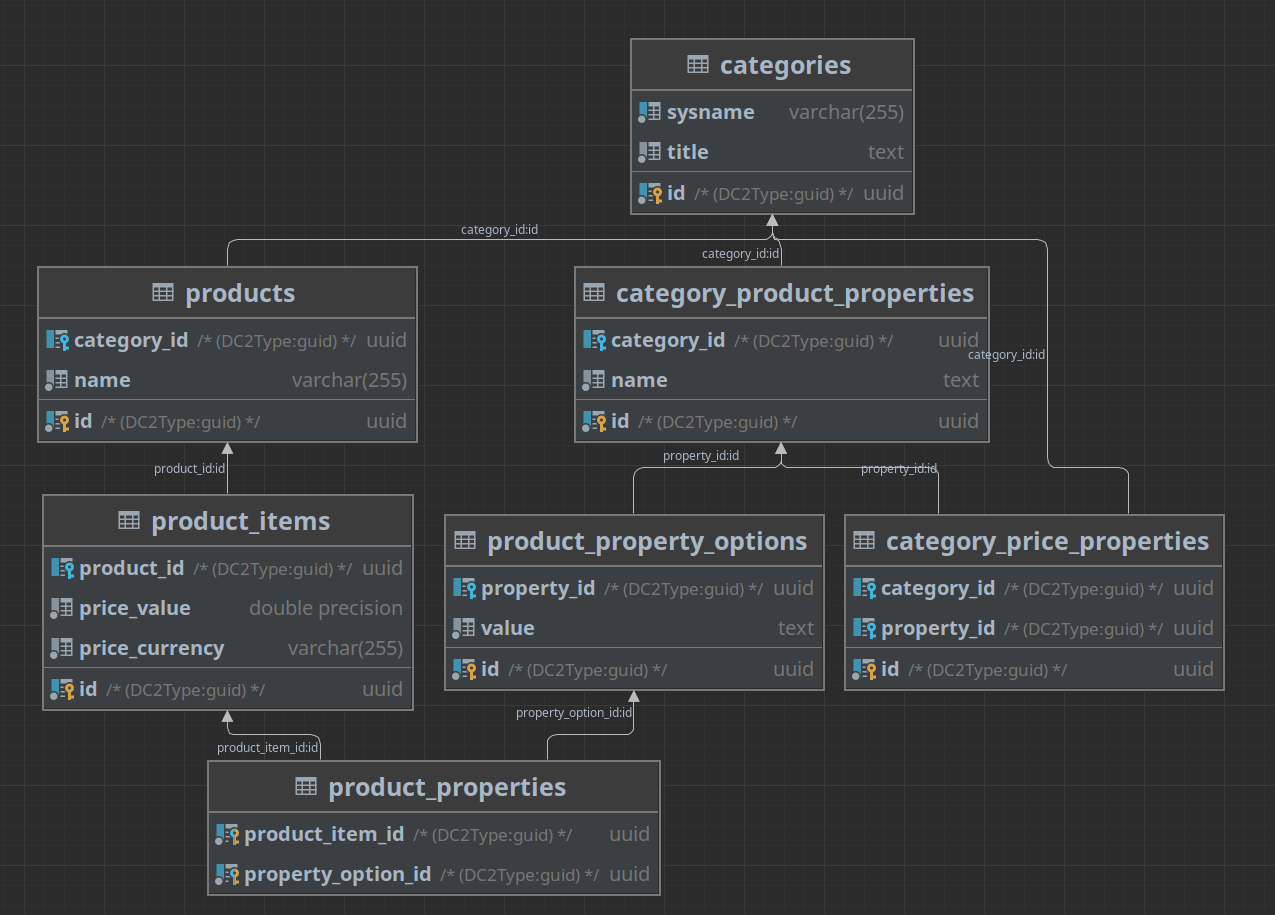 categories
sysname varchar(255)
title text
id /* (DC2Type:guid) */ uuid
category_id:id
category_id:id
products
category_id /* (DC2Type:guid) */ uuid
name varchar(255)
id /* (DC2Type:guid) */ uuid
category_product_properties
category_id /* (DC2Type:guid) */ uuid
name text
id /* (DC2Type:guid) */ uuid
category_id:id
product_id:id
property_id:id
property_id:id
product_items
product_id /* (DC2Type:guid) */ uuid
price_value double precision
price_currency varchar(255)
id /* (DC2Type:guid) */ uuid
product_property_options
property_id /* (DC2Type:guid) */ uuid
value text
id /* (DC2Type:guid) */ uuid
category_price_properties
category_id /* (DC2Type:guid) */ uuid
property_id /* (DC2Type:guid) */ uuid
id /* (DC2Type:guid) */ uuid
property_option_id:id
product_item_id:id
product_properties
product_item_id /* (DC2Type:guid) */ uuid
property_option_id /* (DC2Type:guid) */ uuid